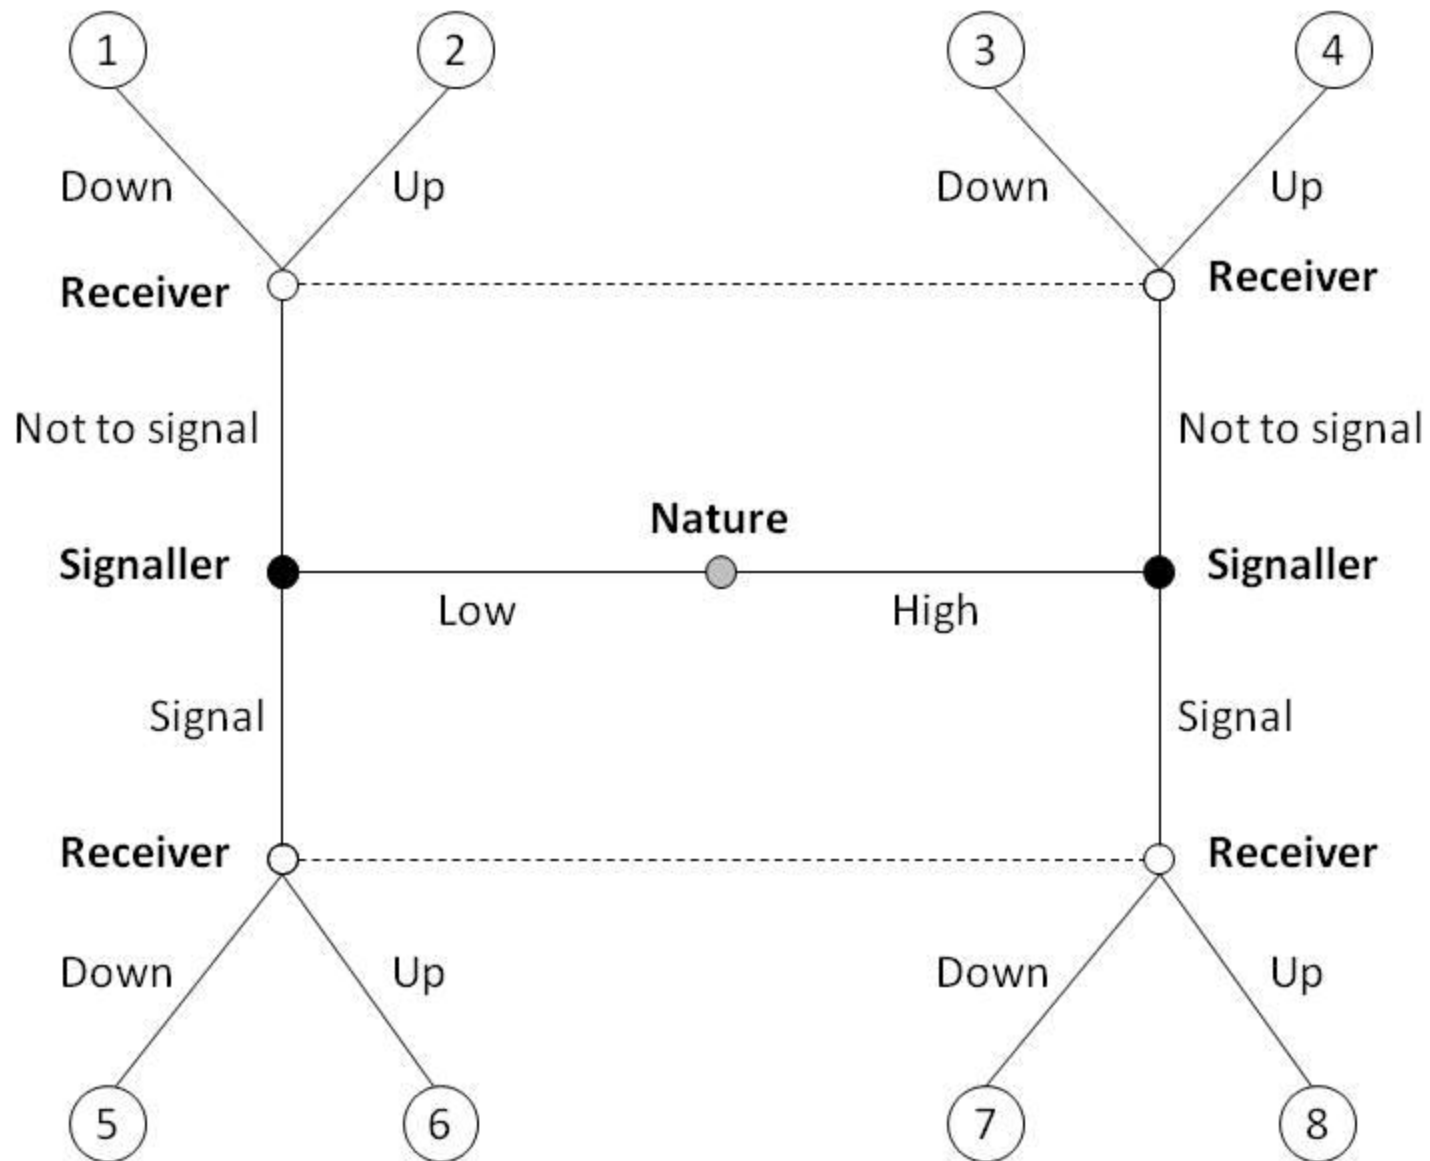 1
2
3
4
Down
Up
Down
Up
Receiver
Receiver
Not to signal
Not to signal
Nature
Signaller
Signaller
Low
High
Signal
Signal
Receiver
Receiver
Down
Up
Down
Up
5
6
7
8